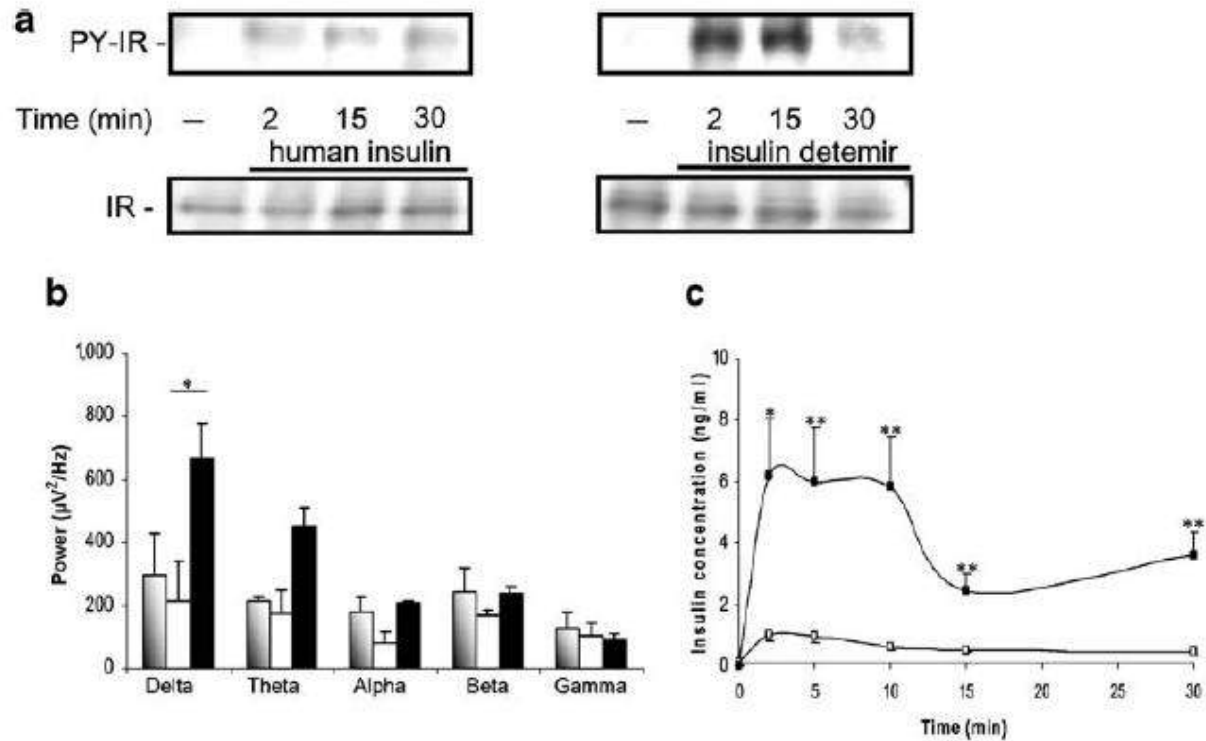 a
PY-IR -
Time (min) – 2 15 30 – 2 15 30
human insulin insulin detemir
IR -
b
1,000
800
600
400
200
0
Power (µV²/Hz)
*
Delta Theta Alpha Beta Gamma
c
10
8
6
4
2
0
Insulin concentration (ng/ml)
* ** ** ** **
0 5 10 15 20 25 30
Time (min)